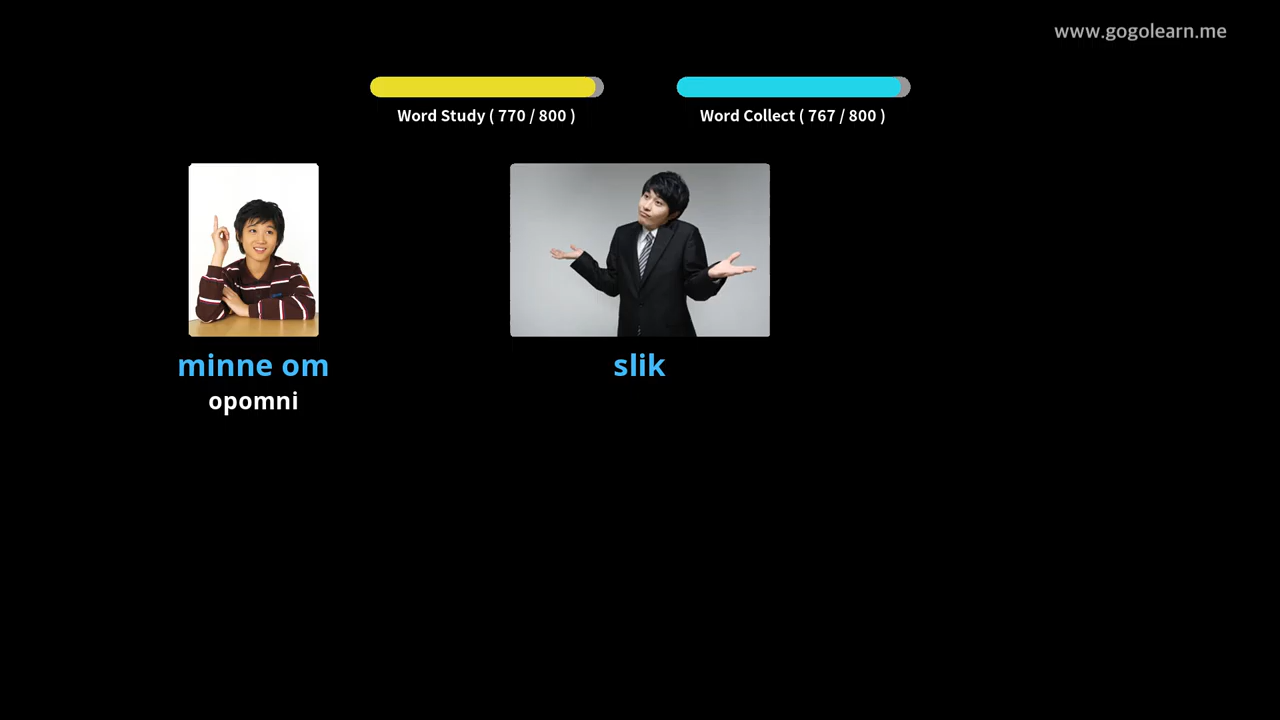 www.gogolearn.me
Word Study ( 770 / 800 )
Word Collect ( 767 / 800 )
minne om
opomni
slik